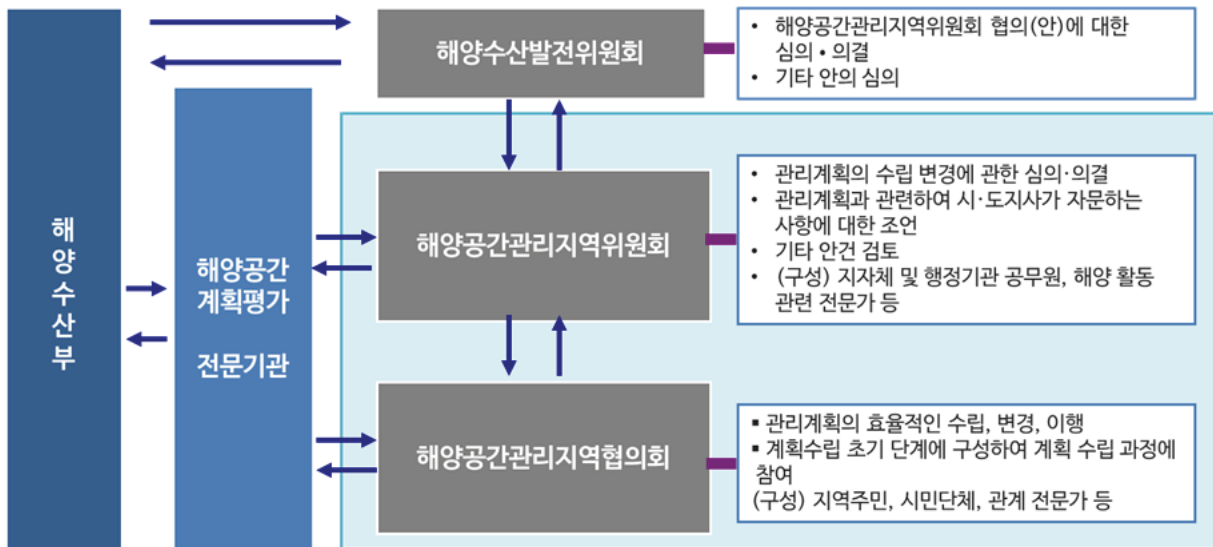 해양수산부
해양공간
계획평가
전문기관
해양수산발전위원회
• 해양공간관리지역위원회 협의(안)에 대한
심의 • 의결
• 기타 안의 심의
해양공간관리지역위원회
• 관리계획의 수립 변경에 관한 심의·의결
• 관리계획과 관련하여 시·도지사가 자문하는
사항에 대한 조언
• 기타 안건 검토
• (구성) 지자체 및 행정기관 공무원, 해양 활동
관련 전문가 등
해양공간관리지역협의회
▪ 관리계획의 효율적인 수립, 변경, 이행
▪ 계획수립 초기 단계에 구성하여 계획 수립 과정에
참여
(구성) 지역주민, 시민단체, 관계 전문가 등